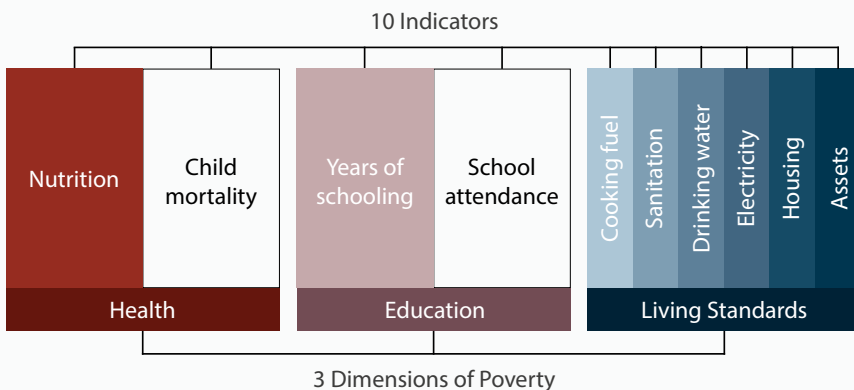 10 Indicators
Nutrition
Child
mortality
Years of
schooling
School
attendance
Cooking fuel
Sanitation
Drinking water
Electricity
Housing
Assets
Health
Education
Living Standards
3 Dimensions of Poverty